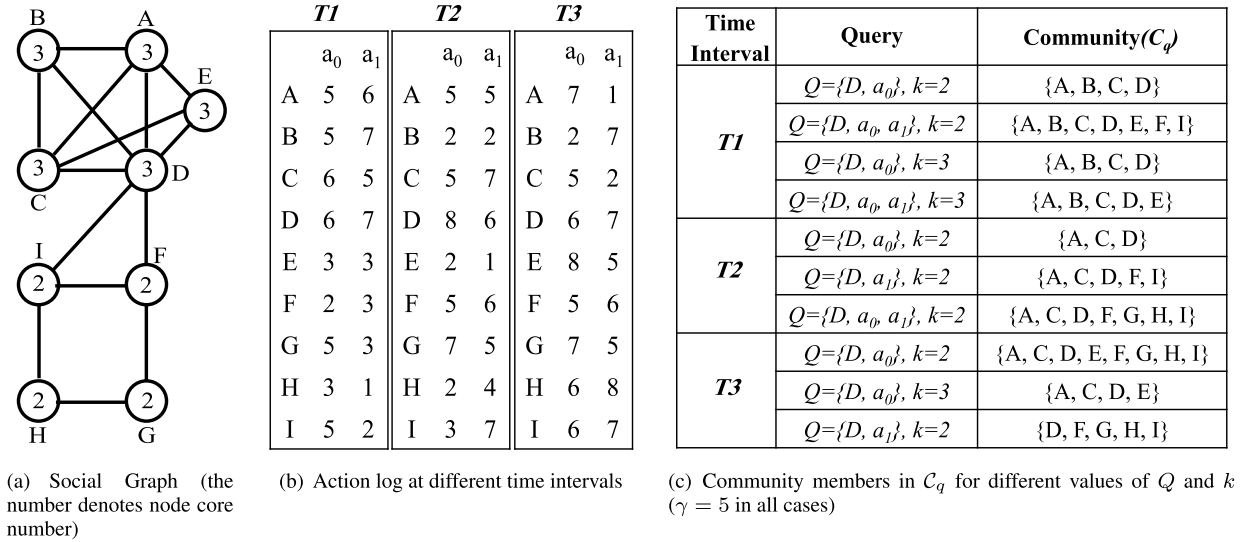 B A
3 3
E
3
3 3 D
C
I F
2 2
2 2
H G
(a) Social Graph (the
number denotes node core
number)
T1 T2 T3
a0 a1 a0 a1 a0 a1
A 5 6 A 5 5 A 7 1
B 5 7 B 2 2 B 2 7
C 6 5 C 5 7 C 5 2
D 6 7 D 8 6 D 6 7
E 3 3 E 2 1 E 8 5
F 2 3 F 5 6 F 5 6
G 5 3 G 7 5 G 7 5
H 3 1 H 2 4 H 6 8
I 5 2 I 3 7 I 6 7
(b) Action log at different time intervals
Time
Interval Query Community(Cq)
T1
Q={D, a0}, k=2 {A, B, C, D}
Q={D, a0, a1}, k=2 {A, B, C, D, E, F, I}
Q={D, a0}, k=3 {A, B, C, D}
Q={D, a0, a1}, k=3 {A, B, C, D, E}
T2
Q={D, a0}, k=2 {A, C, D}
Q={D, a1}, k=2 {A, C, D, F, I}
Q={D, a0, a1}, k=2 {A, C, D, F, G, H, I}
T3
Q={D, a0}, k=2 {A, C, D, E, F, G, H, I}
Q={D, a0}, k=3 {A, C, D, E}
Q={D, a1}, k=2 {D, F, G, H, I}
(c) Community members in Cq for different values of Q and k
(γ = 5 in all cases)